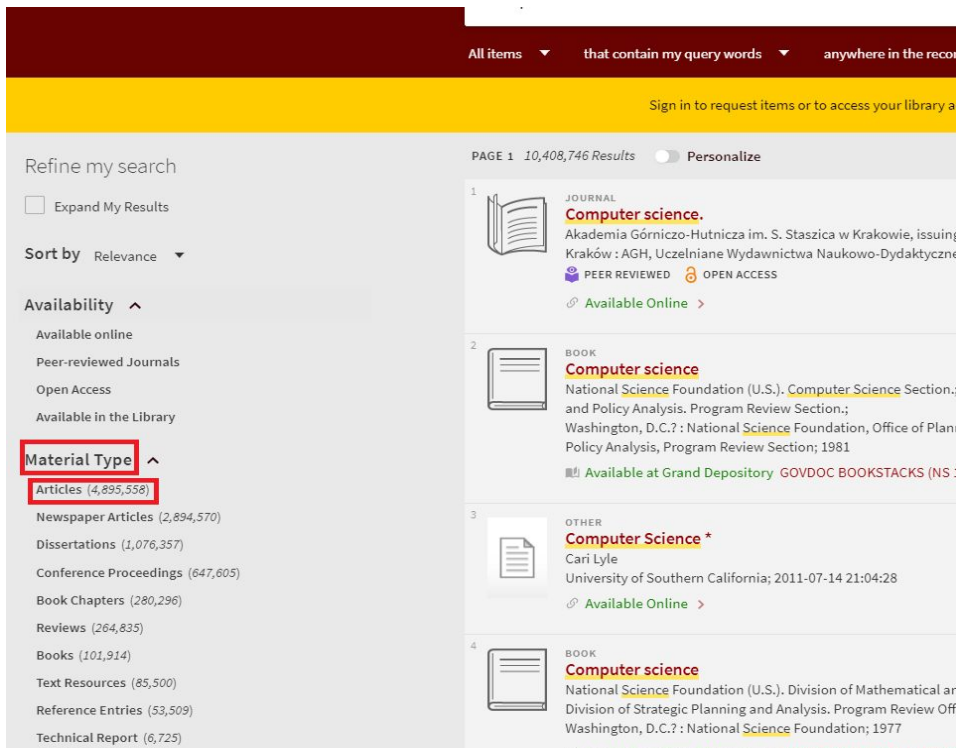 All items
that contain my query words
anywhere in the recor
Sign in to request items or to access your library a
Refine my search
Expand My Results
Sort by Relevance
Availability
Available online
Peer-reviewed Journals
Open Access
Available in the Library
Material Type
Articles (4,895,558)
Newspaper Articles (2,894,570)
Dissertations (1,076,357)
Conference Proceedings (647,605)
Book Chapters (280,296)
Reviews (264,835)
Books (101,914)
Text Resources (85,500)
Reference Entries (53,509)
Technical Report (6,725)
PAGE 1 10,408,746 Results Personalize
1
JOURNAL
Computer science.
Akademia Górniczo-Hutnicza im. S. Staszica w Krakowie, issuing
Kraków : AGH, Uczelniane Wydawnictwa Naukowo-Dydaktyczne
PEER REVIEWED OPEN ACCESS
Available Online >
2
BOOK
Computer science
National Science Foundation (U.S.). Computer Science Section.;
and Policy Analysis. Program Review Section.;
Washington, D.C.? : National Science Foundation, Office of Plan
Policy Analysis, Program Review Section; 1981
Available at Grand Depository GOVDOC BOOKSTACKS (NS 1
3
OTHER
Computer Science *
Cari Lyle
University of Southern California; 2011-07-14 21:04:28
Available Online >
4
BOOK
Computer science
National Science Foundation (U.S.). Division of Mathematical an
Division of Strategic Planning and Analysis. Program Review Off
Washington, D.C.? : National Science Foundation; 1977